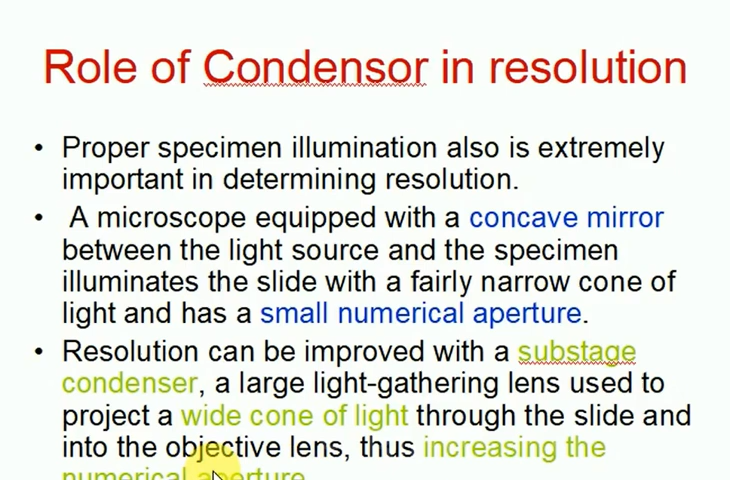 Role of Condensor in resolution
• Proper specimen illumination also is extremely
important in determining resolution.
• A microscope equipped with a concave mirror
between the light source and the specimen
illuminates the slide with a fairly narrow cone of
light and has a small numerical aperture.
• Resolution can be improved with a substage
condenser, a large light-gathering lens used to
project a wide cone of light through the slide and
into the objective lens, thus increasing the
numerical aperture.